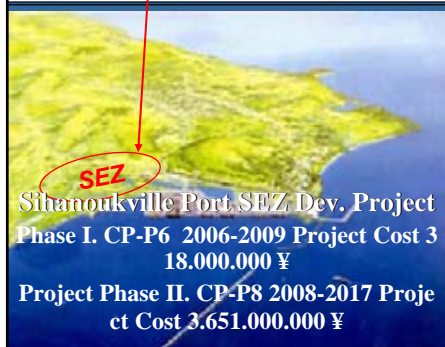 SEZ
Sihanoukville Port SEZ Dev. Project
Phase I. CP-P6 2006-2009 Project Cost 3
18.000.000 ¥
Project Phase II. CP-P8 2008-2017 Proje
ct Cost 3.651.000.000 ¥